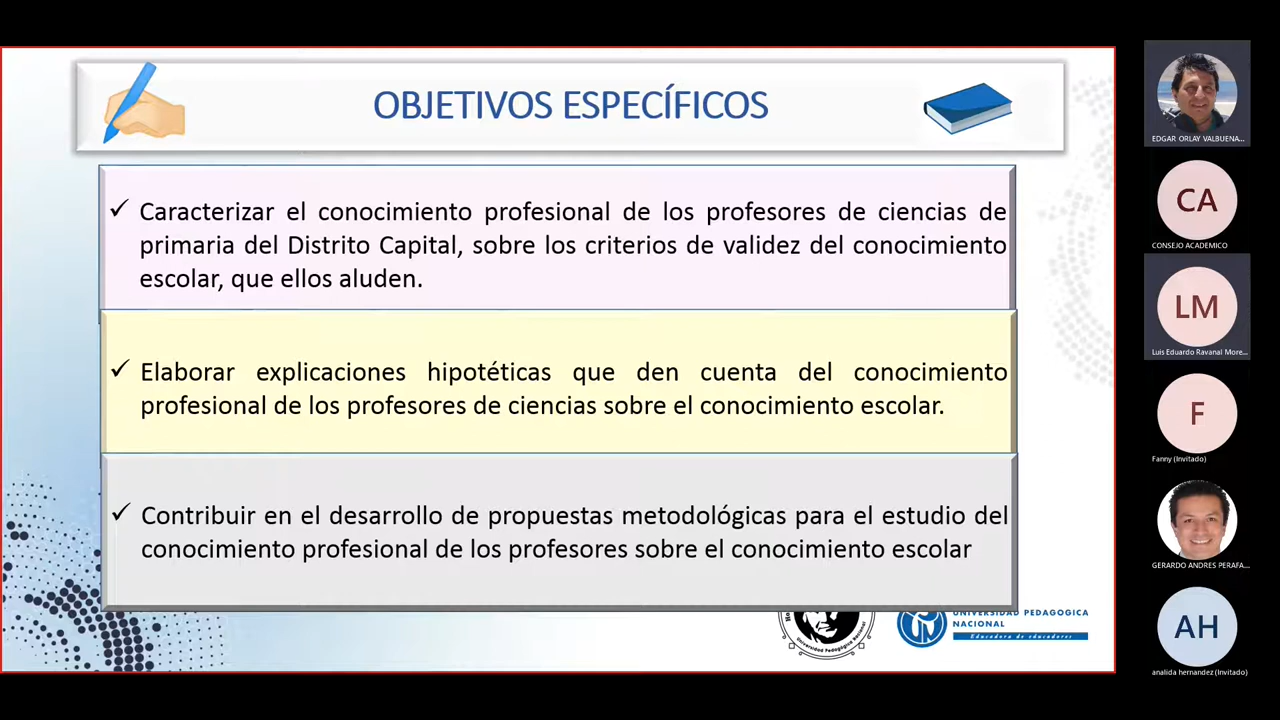 OBJETIVOS ESPECÍFICOS
✓ Caracterizar el conocimiento profesional de los profesores de ciencias de
primaria del Distrito Capital, sobre los criterios de validez del conocimiento
escolar, que ellos aluden.
✓ Elaborar explicaciones hipotéticas que den cuenta del conocimiento
profesional de los profesores de ciencias sobre el conocimiento escolar.
✓ Contribuir en el desarrollo de propuestas metodológicas para el estudio del
conocimiento profesional de los profesores sobre el conocimiento escolar
Universidad Pedagógica Nacional
UNIVERSIDAD PEDAGOGICA
NACIONAL
Educadora de educadores
EDGAR ORLAY VALBUENA...
CA
CONSEJO ACADEMICO
LM
Luis Eduardo Ravanal More...
F
Fanny (Invitado)
GERARDO ANDRES PERAFA...
AH
analida hernandez (Invitado)